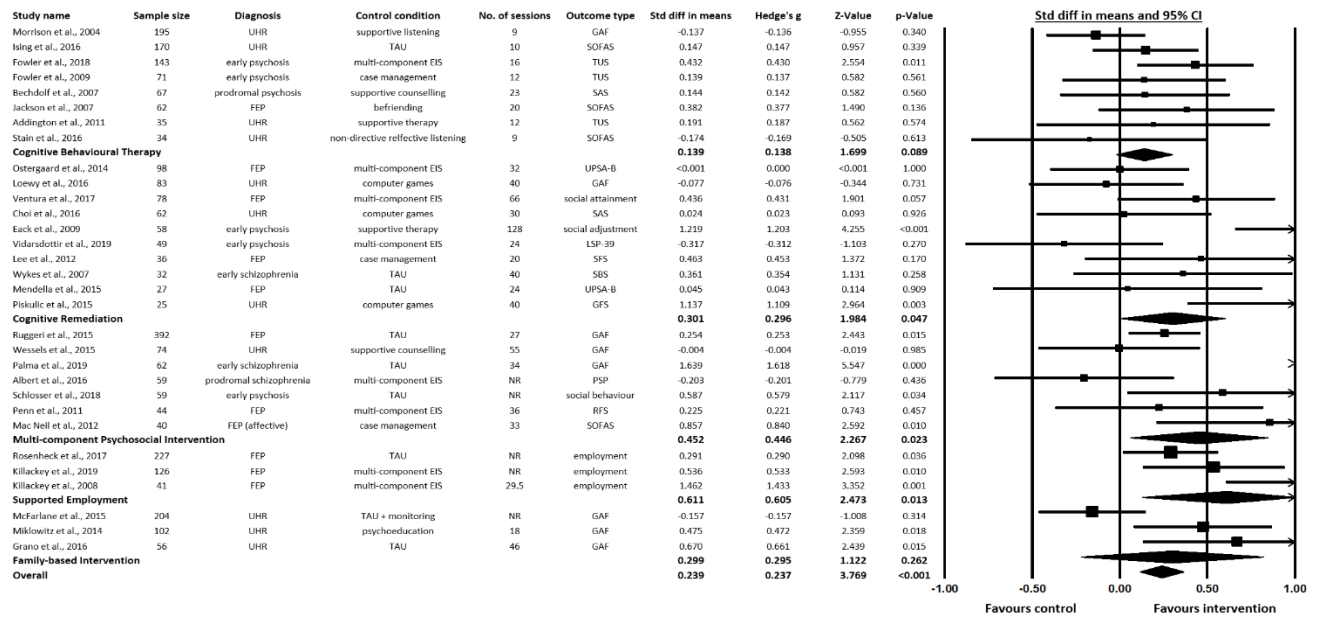 Study name Sample size Diagnosis Control condition No. of sessions Outcome type Std diff in means Hedge's g Z-Value p-Value Std diff in means and 95% CI
Morrison et al., 2004 195 UHR supportive listening 9 GAF -0.137 -0.136 -0.955 0.340
Ising et al., 2016 170 UHR TAU 10 SOFAS 0.147 0.147 0.957 0.339
Fowler et al., 2018 143 early psychosis multi-component EIS 16 TUS 0.432 0.430 2.554 0.011
Fowler et al., 2009 71 early psychosis case management 12 TUS 0.139 0.137 0.582 0.561
Bechdolf et al., 2007 67 prodromal psychosis supportive counselling 23 SAS 0.144 0.142 0.582 0.560
Jackson et al., 2007 62 FEP befriending 20 SOFAS 0.382 0.377 1.490 0.136
Addington et al., 2011 35 UHR supportive therapy 12 TUS 0.191 0.187 0.562 0.574
Stain et al., 2016 34 UHR non-directive relfective listening 9 SOFAS -0.174 -0.169 -0.505 0.613
Cognitive Behavioural Therapy 0.139 0.138 1.699 0.089
Ostergaard et al., 2014 98 FEP multi-component EIS 32 UPSA-B <0.001 0.000 <0.001 1.000
Loewy et al., 2016 83 UHR computer games 40 GAF -0.077 -0.076 -0.344 0.731
Ventura et al., 2017 78 FEP multi-component EIS 66 social attainment 0.436 0.431 1.901 0.057
Choi et al., 2016 62 UHR computer games 30 SAS 0.024 0.023 0.093 0.926
Eack et al., 2009 58 early psychosis supportive therapy 128 social adjustment 1.219 1.203 4.255 <0.001
Vidarsdottir et al., 2019 49 early psychosis multi-component EIS 24 LSP-39 -0.317 -0.312 -1.103 0.270
Lee et al., 2012 36 FEP case management 20 SFS 0.463 0.453 1.372 0.170
Wykes et al., 2007 32 early schizophrenia TAU 40 SBS 0.361 0.354 1.131 0.258
Mendella et al., 2015 27 FEP TAU 24 UPSA-B 0.045 0.043 0.114 0.909
Piskulic et al., 2015 25 UHR computer games 40 GFS 1.137 1.109 2.964 0.003
Cognitive Remediation 0.301 0.296 1.984 0.047
Ruggeri et al., 2015 392 FEP TAU 27 GAF 0.254 0.253 2.443 0.015
Wessels et al., 2015 74 UHR supportive counselling 55 GAF -0.004 -0.004 -0.019 0.985
Palma et al., 2019 62 early schizophrenia TAU 34 GAF 1.639 1.618 5.547 0.000
Albert et al., 2016 59 prodromal schizophrenia multi-component EIS NR PSP -0.203 -0.201 -0.779 0.436
Schlosser et al., 2018 59 early psychosis TAU NR social behaviour 0.587 0.579 2.117 0.034
Penn et al., 2011 44 FEP multi-component EIS 36 RFS 0.225 0.221 0.743 0.457
Mac Neil et al., 2012 40 FEP (affective) case management 33 SOFAS 0.857 0.840 2.592 0.010
Multi-component Psychosocial Intervention 0.452 0.446 2.267 0.023
Rosenheck et al., 2017 227 FEP TAU NR employment 0.291 0.290 2.098 0.036
Killackey et al., 2019 126 FEP multi-component EIS NR employment 0.536 0.533 2.593 0.010
Killackey et al., 2008 41 FEP multi-component EIS 29.5 employment 1.462 1.433 3.352 0.001
Supported Employment 0.611 0.605 2.473 0.013
McFarlane et al., 2015 204 UHR TAU + monitoring NR GAF -0.157 -0.157 -1.008 0.314
Miklowitz et al., 2014 102 UHR psychoeducation 18 GAF 0.475 0.472 2.359 0.018
Grano et al., 2016 56 UHR TAU 46 GAF 0.670 0.661 2.439 0.015
Family-based Intervention 0.299 0.295 1.122 0.262
Overall 0.239 0.237 3.769 <0.001
-1.00 -0.50 0.00 0.50 1.00
Favours control Favours intervention